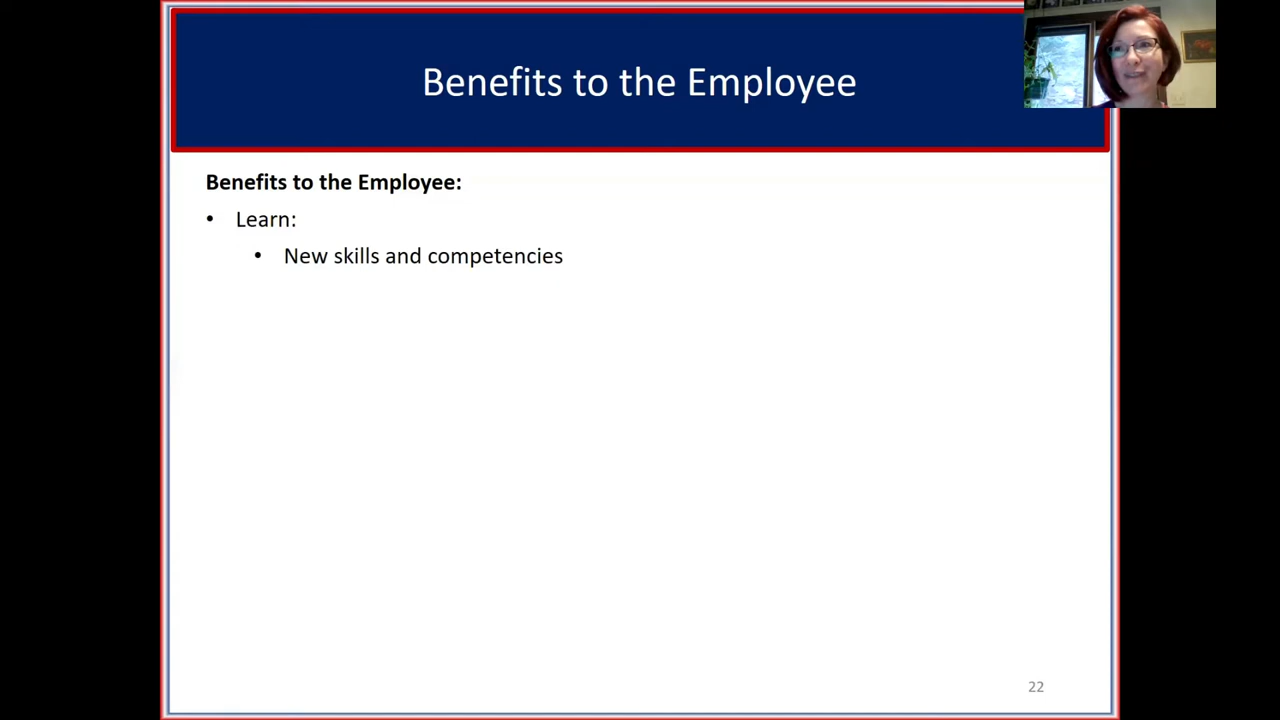 Benefits to the Employee
Benefits to the Employee:
• Learn:
• New skills and competencies
22